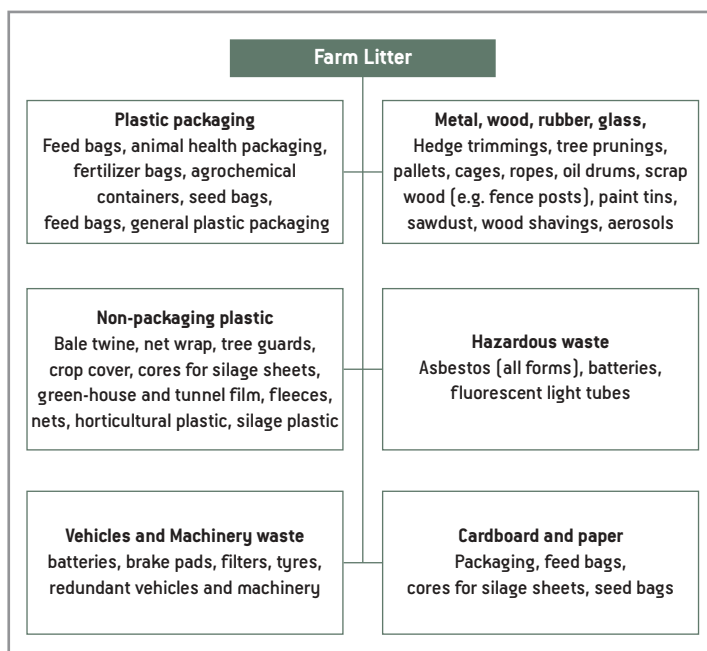 Farm Litter
Plastic packaging
Feed bags, animal health packaging,
fertilizer bags, agrochemical
containers, seed bags,
feed bags, general plastic packaging
Metal, wood, rubber, glass,
Hedge trimmings, tree prunings,
pallets, cages, ropes, oil drums, scrap
wood (e.g. fence posts), paint tins,
sawdust, wood shavings, aerosols
Non-packaging plastic
Bale twine, net wrap, tree guards,
crop cover, cores for silage sheets,
green-house and tunnel film, fleeces,
nets, horticultural plastic, silage plastic
Hazardous waste
Asbestos (all forms), batteries,
fluorescent light tubes
Vehicles and Machinery waste
batteries, brake pads, filters, tyres,
redundant vehicles and machinery
Cardboard and paper
Packaging, feed bags,
cores for silage sheets, seed bags